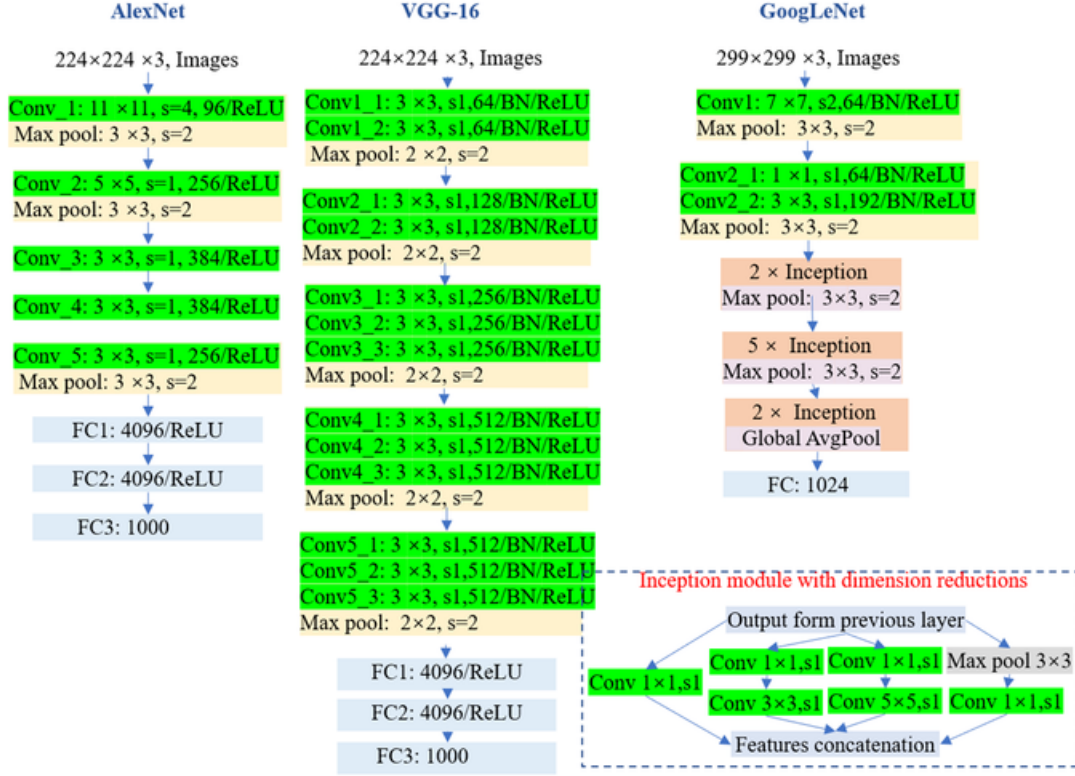 AlexNet
224×224 ×3, Images
Conv_1: 11 ×11, s=4, 96/ReLU
Max pool: 3 ×3, s=2
Conv_2: 5 ×5, s=1, 256/ReLU
Max pool: 3 ×3, s=2
Conv_3: 3 ×3, s=1, 384/ReLU
Conv_4: 3 ×3, s=1, 384/ReLU
Conv_5: 3 ×3, s=1, 256/ReLU
Max pool: 3 ×3, s=2
FC1: 4096/ReLU
FC2: 4096/ReLU
FC3: 1000
VGG-16
224×224 ×3, Images
Conv1_1: 3 ×3, s1,64/BN/ReLU
Conv1_2: 3 ×3, s1,64/BN/ReLU
Max pool: 2 ×2, s=2
Conv2_1: 3 ×3, s1,128/BN/ReLU
Conv2_2: 3 ×3, s1,128/BN/ReLU
Max pool: 2×2, s=2
Conv3_1: 3 ×3, s1,256/BN/ReLU
Conv3_2: 3 ×3, s1,256/BN/ReLU
Conv3_3: 3 ×3, s1,256/BN/ReLU
Max pool: 2×2, s=2
Conv4_1: 3 ×3, s1,512/BN/ReLU
Conv4_2: 3 ×3, s1,512/BN/ReLU
Conv4_3: 3 ×3, s1,512/BN/ReLU
Max pool: 2×2, s=2
Conv5_1: 3 ×3, s1,512/BN/ReLU
Conv5_2: 3 ×3, s1,512/BN/ReLU
Conv5_3: 3 ×3, s1,512/BN/ReLU
Max pool: 2×2, s=2
FC1: 4096/ReLU
FC2: 4096/ReLU
FC3: 1000
GoogLeNet
299×299 ×3, Images
Conv1: 7 ×7, s2,64/BN/ReLU
Max pool: 3×3, s=2
Conv2_1: 1 ×1, s1,64/BN/ReLU
Conv2_2: 3 ×3, s1,192/BN/ReLU
Max pool: 3×3, s=2
2 × Inception
Max pool: 3×3, s=2
5 × Inception
Max pool: 3×3, s=2
2 × Inception
Global AvgPool
FC: 1024
Inception module with dimension reductions
Output form previous layer
Conv 1×1,s1
Conv 1×1,s1
Conv 3×3,s1
Conv 1×1,s1
Conv 5×5,s1
Max pool 3×3
Conv 1×1,s1
Features concatenation